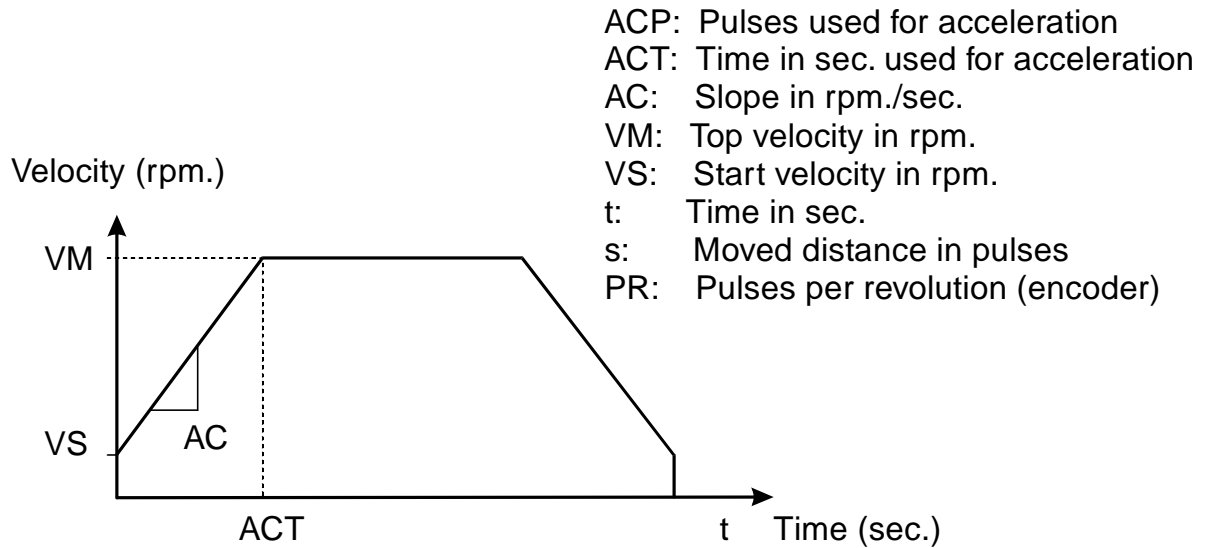 ACP: Pulses used for acceleration
ACT: Time in sec. used for acceleration
AC: Slope in rpm./sec.
VM: Top velocity in rpm.
VS: Start velocity in rpm.
t: Time in sec.
s: Moved distance in pulses
PR: Pulses per revolution (encoder)
Velocity (rpm.)
VM
VS
AC
ACT
t Time (sec.)